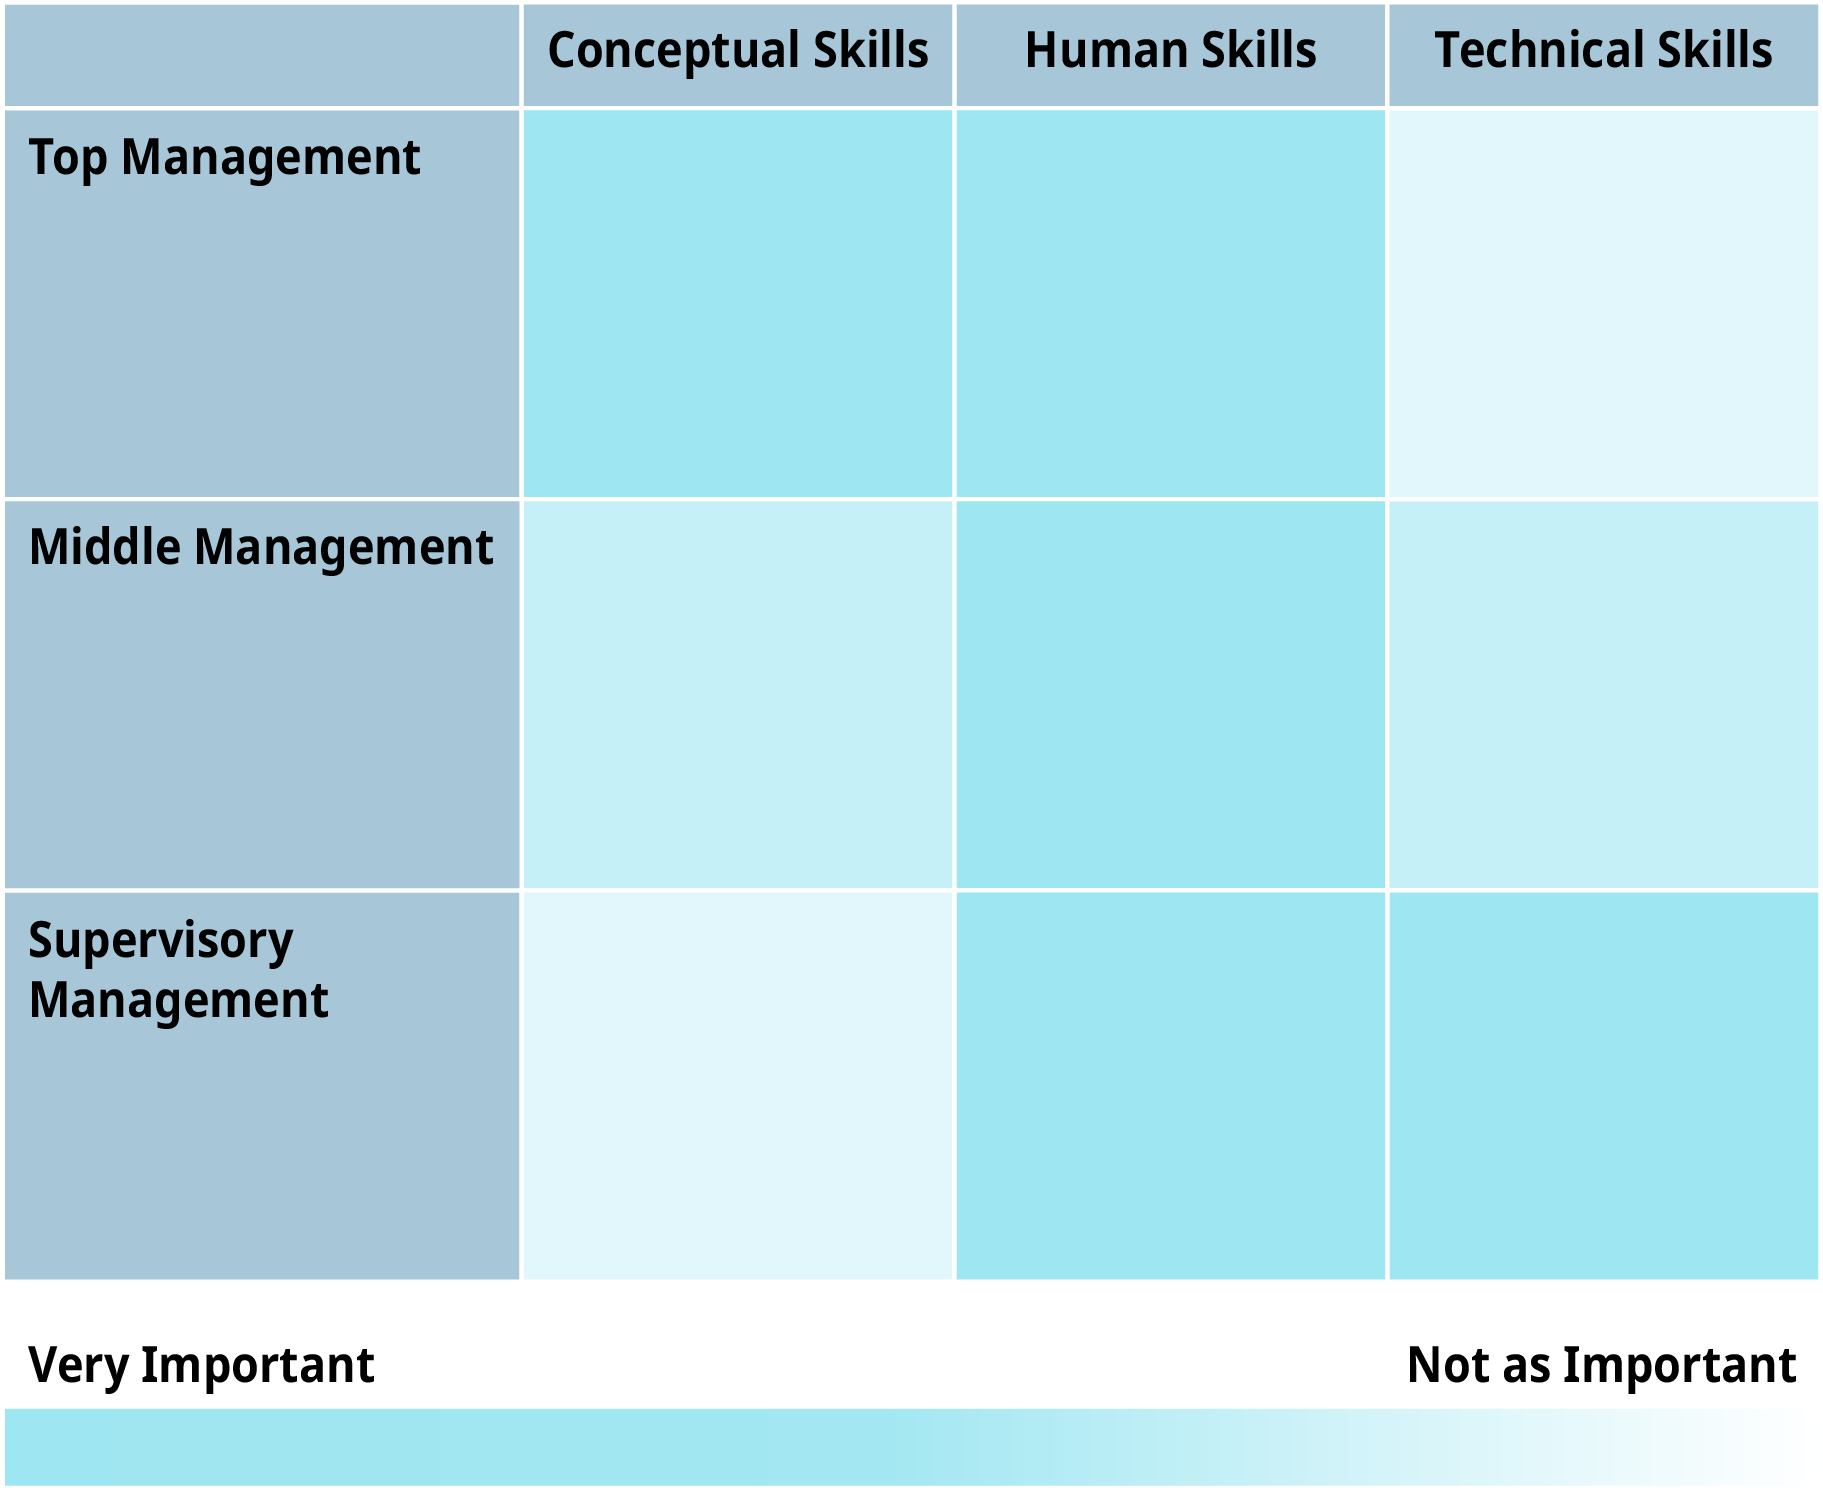 Conceptual Skills
Human Skills
Technical Skills
Top Management
Middle Management
Supervisory
Management
Very Important
Not as Important